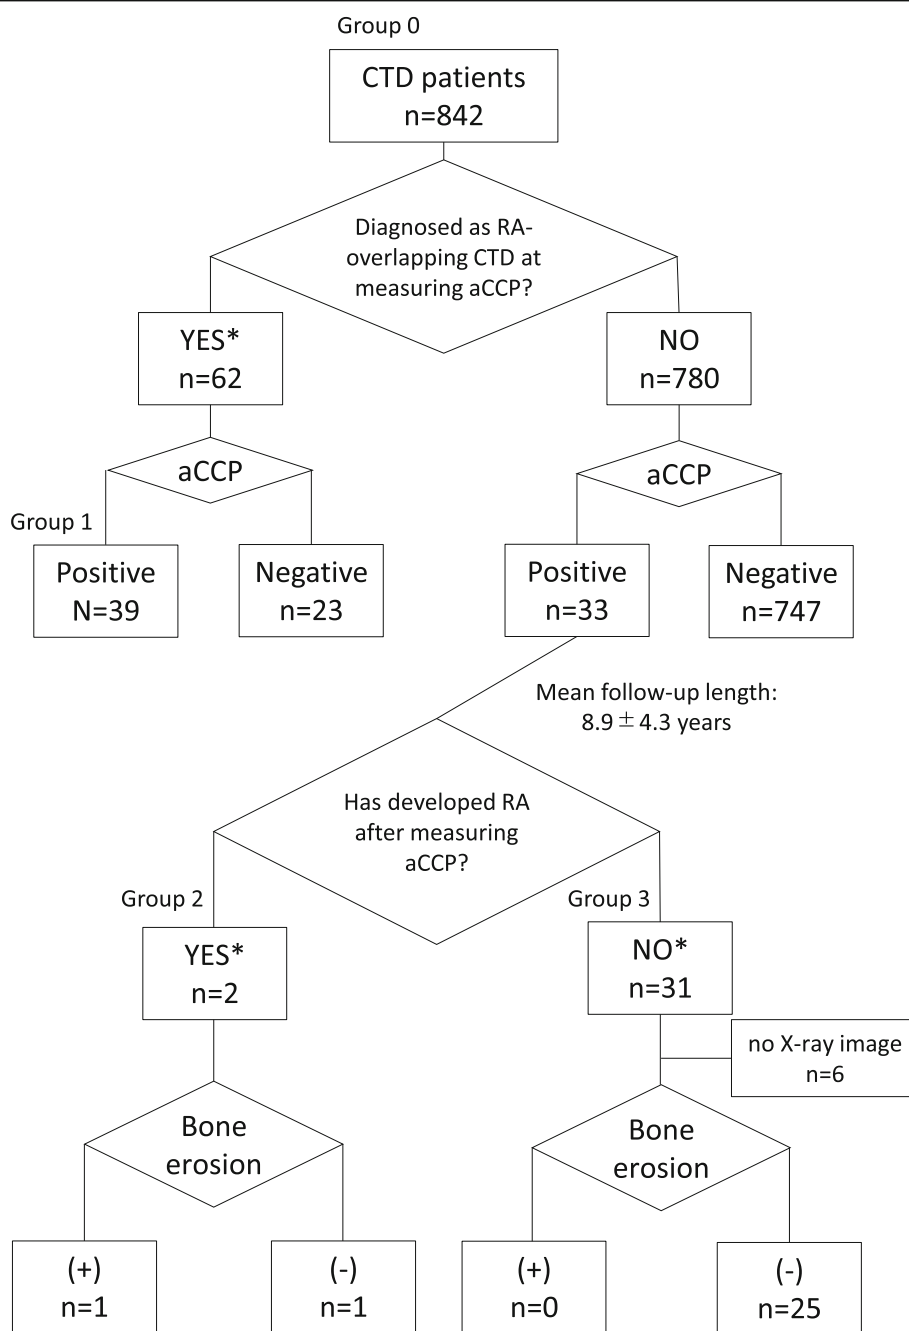 Group 0
CTD patients
n=842
Diagnosed as RA-
overlapping CTD at
measuring aCCP?
YES*
n=62
NO
n=780
aCCP
aCCP
Group 1
Positive
N=39
Negative
n=23
Positive
n=33
Negative
n=747
Mean follow-up length:
8.9 ± 4.3 years
Has developed RA
after measuring
aCCP?
Group 2
Group 3
YES*
n=2
NO*
n=31
no X-ray image
n=6
Bone
erosion
Bone
erosion
(+)
n=1
(-)
n=1
(+)
n=0
(-)
n=25